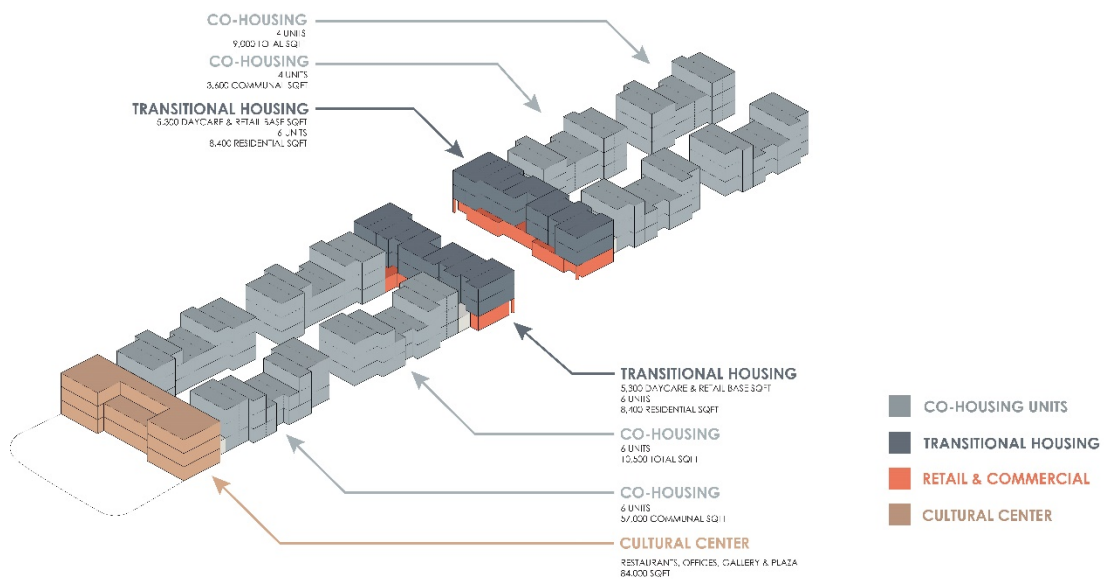 CO-HOUSING
4 UNITS
9,000 TOTAL SQFT
CO-HOUSING
4 UNITS
3,600 COMMUNAL SQFT
TRANSITIONAL HOUSING
5,300 DAYCARE & RETAIL BASE SQFT
6 UNITS
8,400 RESIDENTIAL SQFT
TRANSITIONAL HOUSING
5,300 DAYCARE & RETAIL BASE SQFT
6 UNITS
8,400 RESIDENTIAL SQFT
CO-HOUSING
6 UNITS
10,500 TOTAL SQFT
CO-HOUSING
6 UNITS
57,000 COMMUNAL SQFT
CULTURAL CENTER
RESTAURANTS, OFFICES, GALLERY & PLAZA
84,000 SQFT
CO-HOUSING UNITS
TRANSITIONAL HOUSING
RETAIL & COMMERCIAL
CULTURAL CENTER